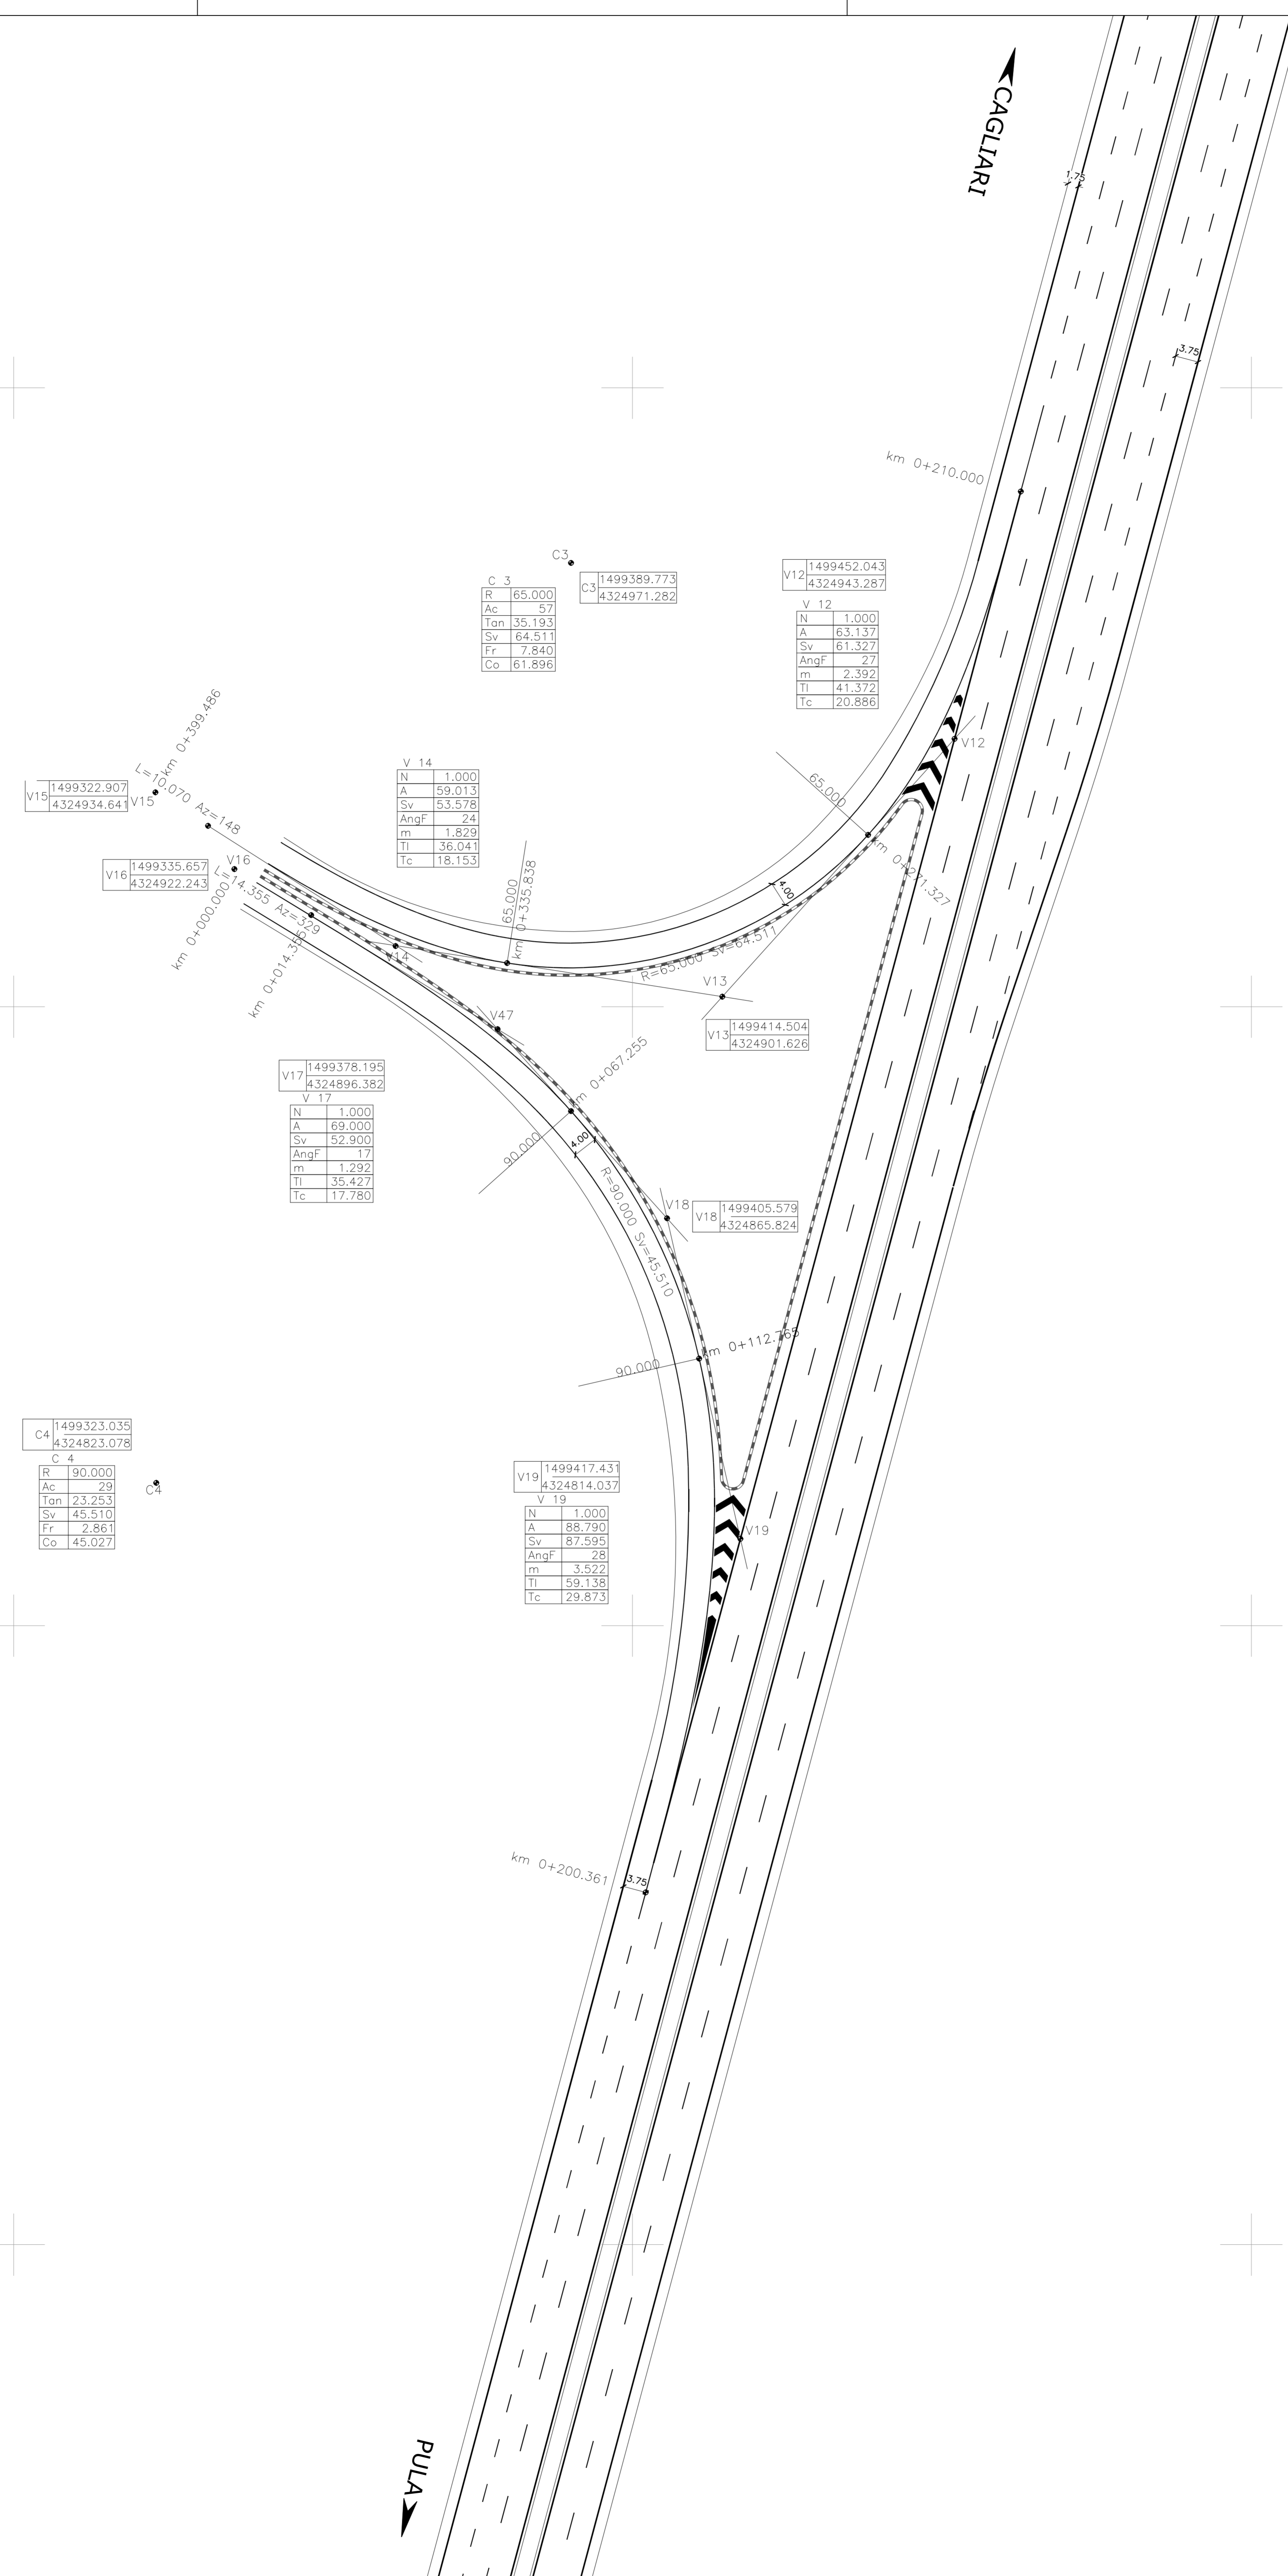 CAGLIARI
1.75
3.75
km 0+210.000
C3
C3 1499389.773
4324971.282
C 3
R 65.000
Ac 57
Tan 35.193
Sv 64.511
Fr 7.840
Co 61.896
V12 1499452.043
4324943.287
V 12
N 1.000
A 63.137
Sv 61.327
AngF 27
m 2.392
Tl 41.372
Tc 20.886
V12
km 0+399.486
L=10.070 Az=148
V15 1499322.907
4324934.641
V15
V 14
N 1.000
A 59.013
Sv 53.578
AngF 24
m 1.829
Tl 36.041
Tc 18.153
65.000
km 0+271.327
V16
V16 1499335.657
4324922.243
L=14.355 Az=329
km 0+000.000
km 0+014.355
65.000
km 0+335.838
4.00
V14
R=65.000 Sv=64.511
V13
V13 1499414.504
4324901.626
V47
V17 1499378.195
4324896.382
V 17
N 1.000
A 69.000
Sv 52.900
AngF 17
m 1.292
Tl 35.427
Tc 17.780
km 0+067.255
90.000
4.00
R=90.000 Sv=45.510
V18
V18 1499405.579
4324865.824
km 0+112.765
90.000
C4 1499323.035
4324823.078
C 4
R 90.000
Ac 29
Tan 23.253
Sv 45.510
Fr 2.861
Co 45.027
C4
V19 1499417.431
4324814.037
V 19
N 1.000
A 88.790
Sv 87.595
AngF 28
m 3.522
Tl 59.138
Tc 29.873
V19
km 0+200.361
3.75
PULA